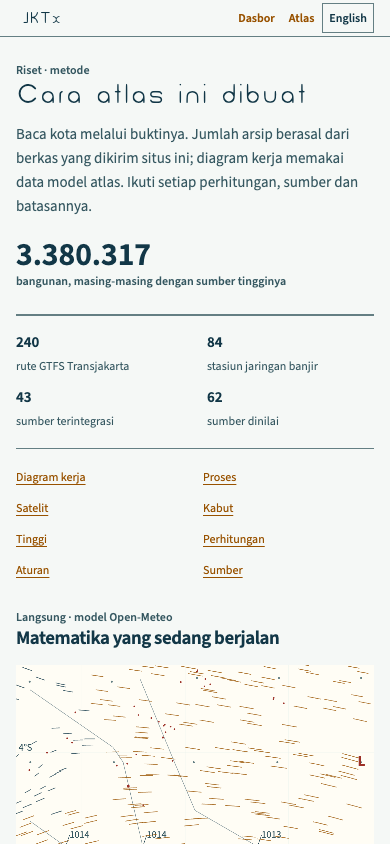 JKTx
Dasbor Atlas English
Riset · metode
Cara atlas ini dibuat
Baca kota melalui buktinya. Jumlah arsip berasal dari
berkas yang dikirim situs ini; diagram kerja memakai
data model atlas. Ikuti setiap perhitungan, sumber dan
batasannya.
3.380.317
bangunan, masing-masing dengan sumber tingginya
240
rute GTFS Transjakarta
84
stasiun jaringan banjir
43
sumber terintegrasi
62
sumber dinilai
Diagram kerja
Proses
Satelit
Kabut
Tinggi
Perhitungan
Aturan
Sumber
Langsung · model Open-Meteo
Matematika yang sedang berjalan
4°S
L
1014
1014
1013